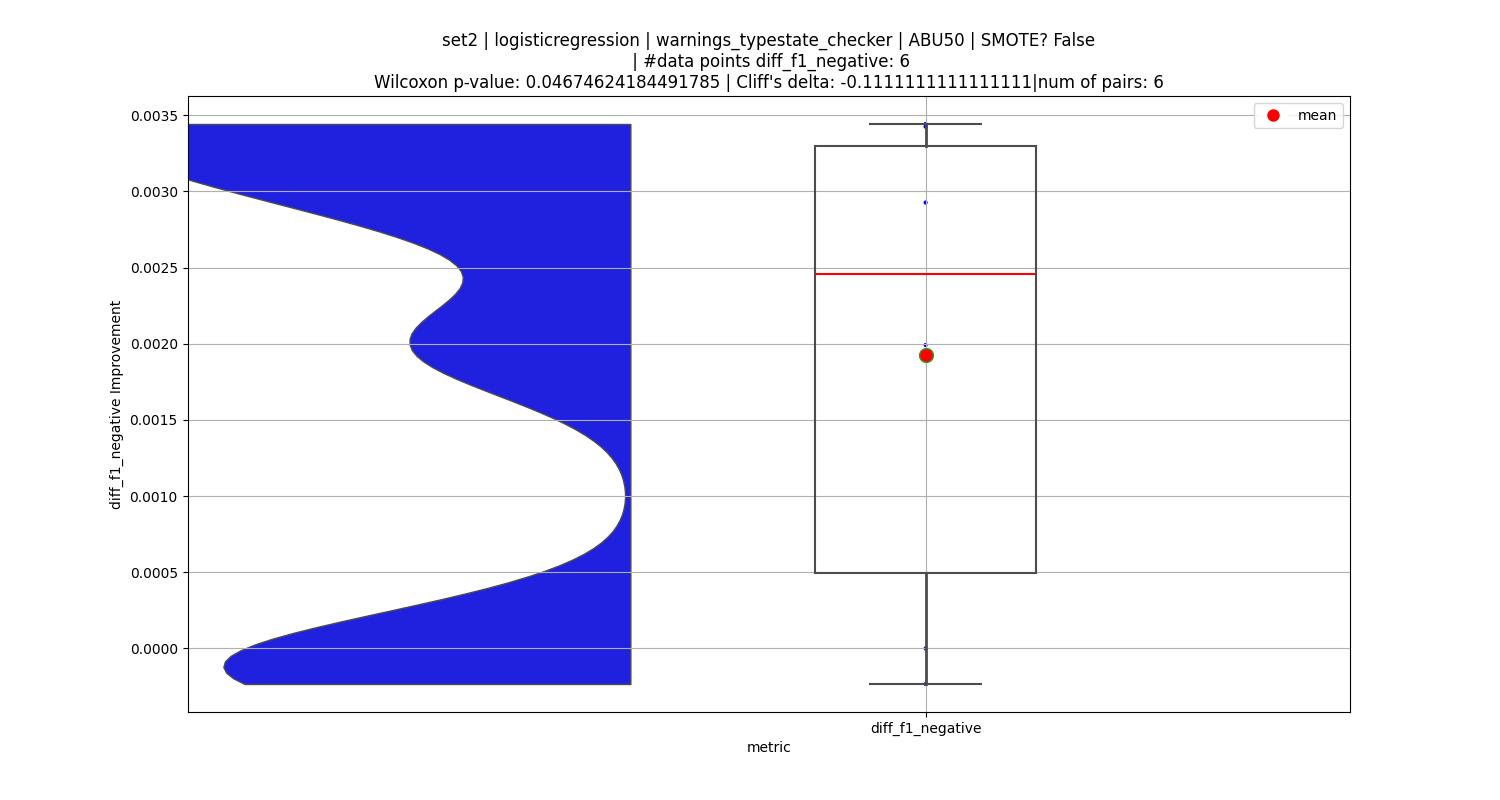 set2 | logisticregression | warnings_typestate_checker | ABU50 | SMOTE? False
| #data points diff_f1_negative: 6
Wilcoxon p-value: 0.04674624184491785 | Cliff's delta: -0.1111111111111111|num of pairs: 6
mean
0.0035
0.0030
0.0025
0.0020
0.0015
0.0010
0.0005
0.0000
diff_f1_negative Improvement
diff_f1_negative
metric